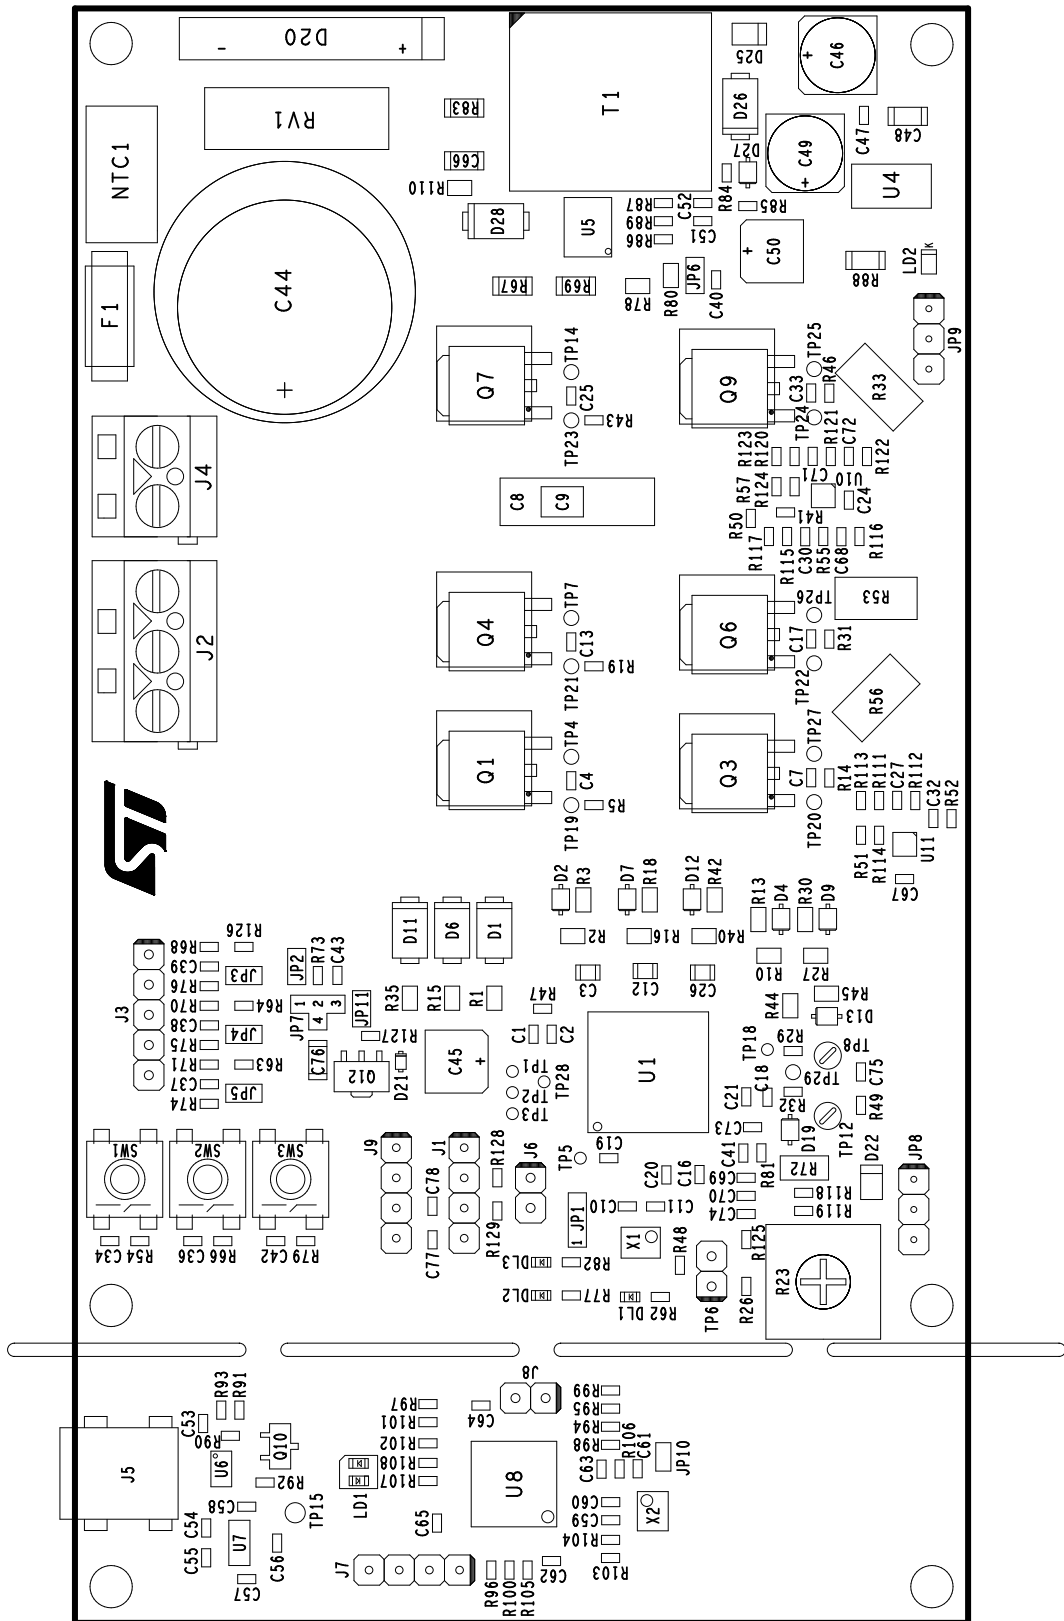 D20
-
+
RV1
NTC1
R83
C66
R110
T1
D25
D26
D27
C46
C47
C48
C49
U4
R84
R85
R87
R89
R86
C52
C51
U5
D28
C50
R88
LD2
K
F1
C44
+
R67
R69
R78
R80
JP6
C40
JP9
Q7
TP14
C25
R43
TP23
Q9
TP25
C33
R46
TP24
R33
J4
R123
R120
R121
C72
R122
R57
R124
C71
U10
C24
C8
C9
R50
R41
R117
R115
C30
R55
C68
R116
J2
Q4
TP7
C13
R19
TP21
Q6
TP26
C17
R31
TP22
R53
R56
Q1
TP4
C4
R5
TP19
Q3
TP27
C7
R14
TP20
R113
R111
C27
R112
C32
R52
R51
R114
U11
C67
ST
D2
R3
D7
R18
D12
R42
R13
D4
R30
D9
D11
D6
D1
R2
R16
R40
R10
R27
R126
R68
C39
R76
R70
C38
R75
R71
C37
R74
J3
JP3
R64
JP4
R63
JP5
JP2
R73
C43
JP7
1
2
3
4
JP11
R127
C76
Q12
D21
R35
R15
R1
C3
C12
C26
R47
C1
C2
R44
R45
D13
C45
+
TP1
TP2
TP3
TP28
U1
TP18
R29
TP8
TP29
C75
C21
C18
R32
R49
C73
D19
TP12
SW1
SW2
SW3
J9
J1
R128
J6
TP5
C19
C41
R81
R72
D22
JP8
C78
C77
R129
C20
C16
C69
C70
C74
R118
R119
C10
C11
JP1
1
X1
R48
R125
R23
C34
R54
C36
R66
C42
R79
DL3
R82
DL2
R77
DL1
R62
TP6
R26
R93
R91
C53
R90
U6
Q10
R92
J5
C58
TP15
C54
C55
U7
C56
C57
R97
R101
R102
R108
R107
LD1
C64
J8
U8
C65
R99
R95
R94
R98
R106
C61
C63
JP10
C60
C59
X2
R104
R103
C62
J7
R96
R100
R105